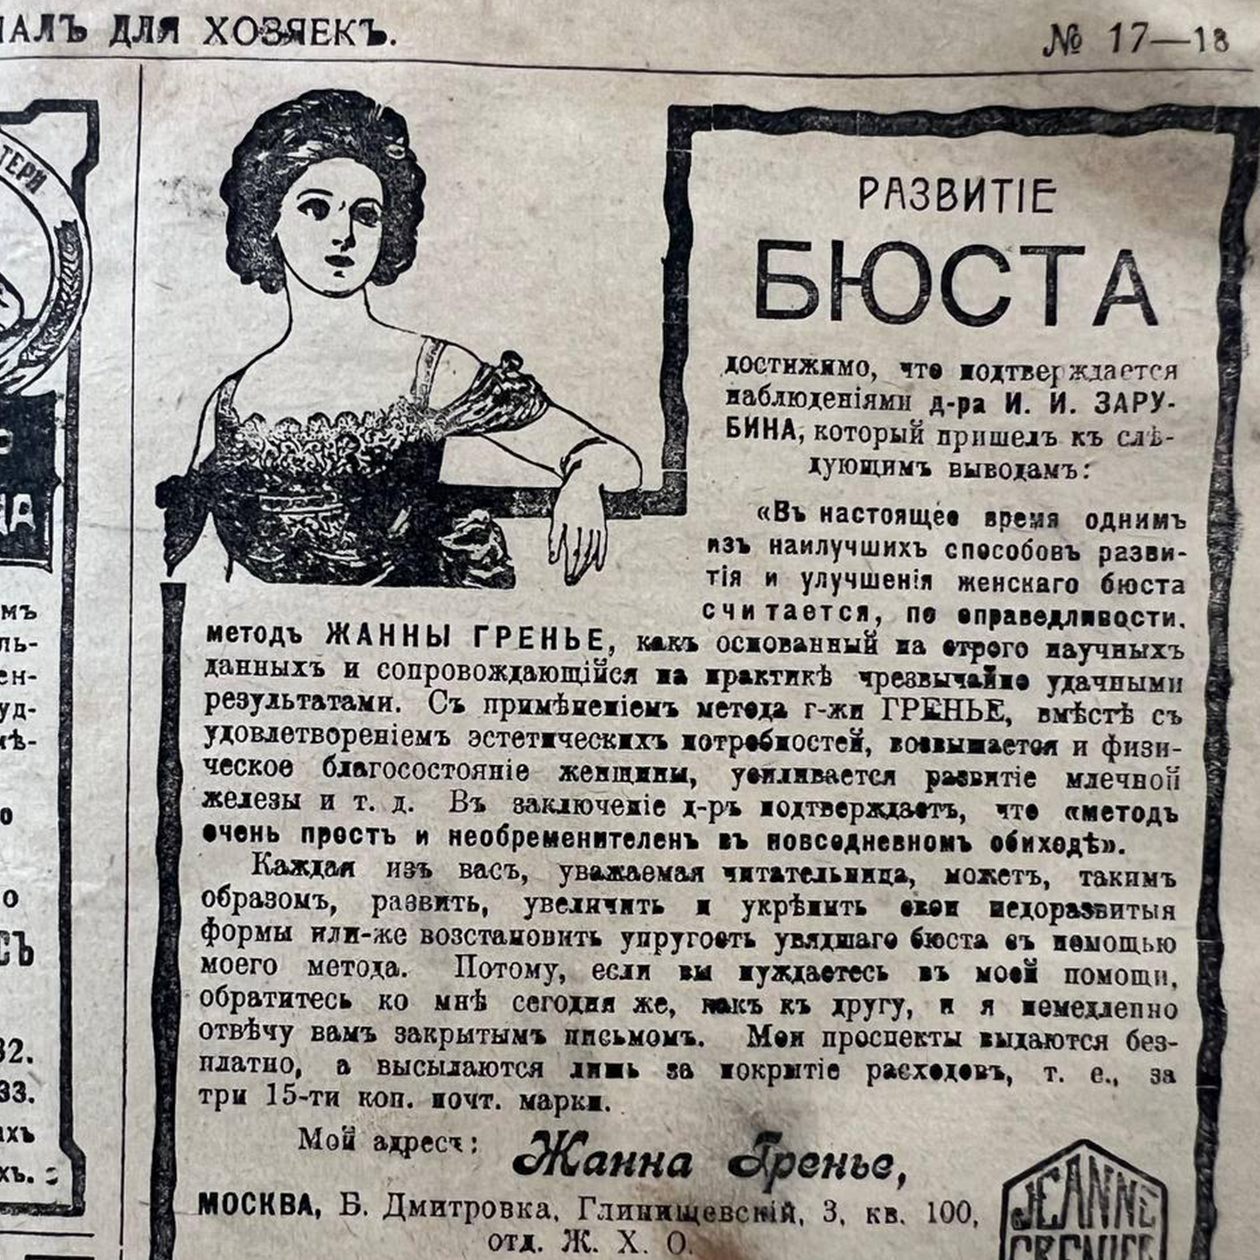 ДЛЯ ХОЗЯЕКЪ.
№ 17—18
РАЗВИТІЕ
БЮСТА
достижимо, что подтверждается
наблюденіями д-ра И. И. ЗАРУ-
БИНА, который пришелъ къ слѣ-
дующимъ выводамъ:
«Въ настоящее время однимъ
изъ наилучшихъ способовъ разви-
тія и улучшенія женскаго бюста
считается, по справедливости,
методъ ЖАННЫ ГРЕНЬЕ, какъ основанный на строго научныхъ
данныхъ и сопровождающійся на практикѣ чрезвычайно удачными
результатами. Съ примѣненіемъ метода г-жи ГРЕНЬЕ, вмѣстѣ съ
удовлетвореніемъ эстетическихъ потребностей, возвышается и физи-
ческое благосостояніе женщины, усиливается развитіе млечной
железы и т. д. Въ заключеніе д-ръ подтверждаетъ, что «методъ
очень простъ и необременителенъ въ повседневномъ обиходѣ».
Каждая изъ васъ, уважаемая читательница, можетъ, такимъ
образомъ, развить, увеличить и укрѣпить свои недоразвитыя
формы или-же возстановить упругость увядшаго бюста съ помощью
моего метода. Потому, если вы нуждаетесь въ моей помощи,
обратитесь ко мнѣ сегодня же, какъ къ другу, и я немедленно
отвѣчу вамъ закрытымъ письмомъ. Мои проспекты выдаются без-
платно, а высылаются лишь за покрытіе расходовъ, т. е., за
три 15-ти коп. почт. марки.
Мой адресъ: Жанна Гренье,
МОСКВА, Б. Дмитровка, Глинищевскій, 3, кв. 100,
отд. Ж. Х. О.
JEANNE
32.
33.